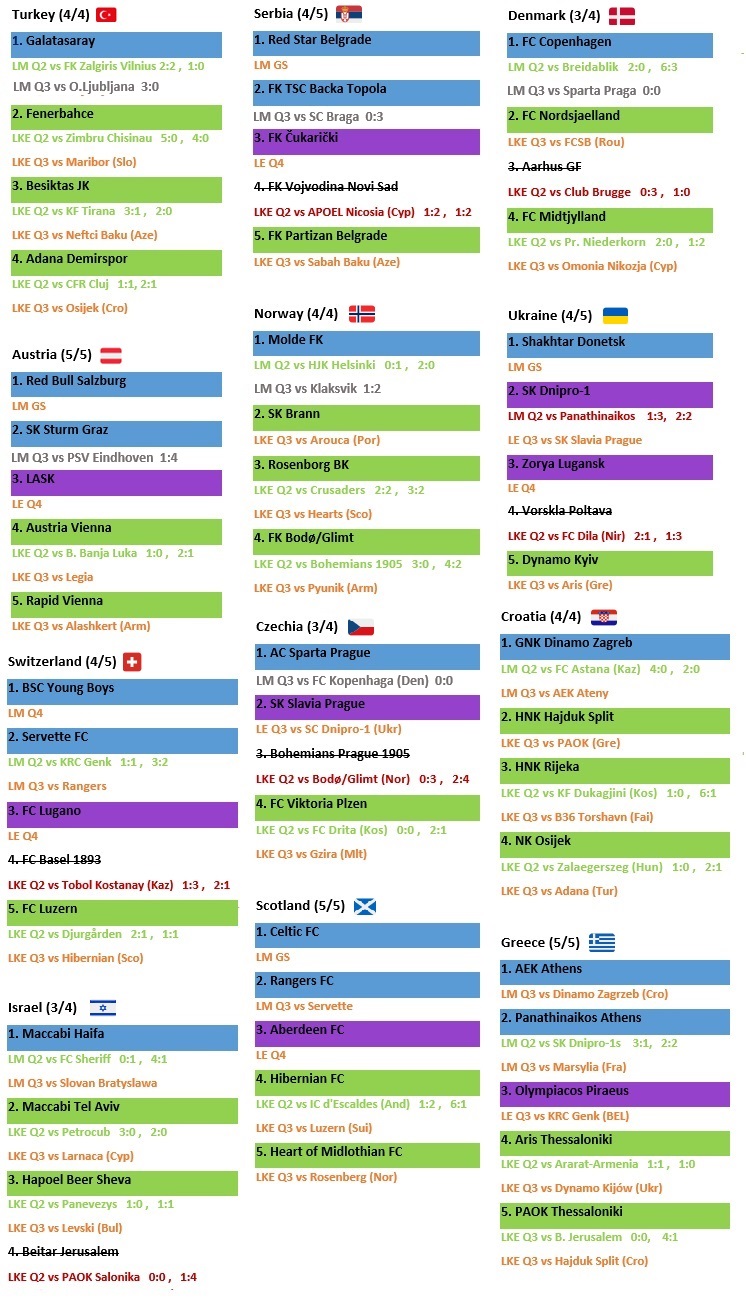 Turkey (4/4)
1. Galatasaray
LM Q2 vs FK Zalgiris Vilnius 2:2 , 1:0
LM Q3 vs O.Ljubljana 3:0
2. Fenerbahce
LKE Q2 vs Zimbru Chisinau 5:0 , 4:0
LKE Q3 vs Maribor (Slo)
3. Besiktas JK
LKE Q2 vs KF Tirana 3:1 , 2:0
LKE Q3 vs Neftci Baku (Aze)
4. Adana Demirspor
LKE Q2 vs CFR Cluj 1:1, 2:1
LKE Q3 vs Osijek (Cro)
Austria (5/5)
1. Red Bull Salzburg
LM GS
2. SK Sturm Graz
LM Q3 vs PSV Eindhoven 1:4
3. LASK
LE Q4
4. Austria Vienna
LKE Q2 vs B. Banja Luka 1:0 , 2:1
LKE Q3 vs Legia
5. Rapid Vienna
LKE Q3 vs Alashkert (Arm)
Switzerland (4/5)
1. BSC Young Boys
LM Q4
2. Servette FC
LM Q2 vs KRC Genk 1:1 , 3:2
LM Q3 vs Rangers
3. FC Lugano
LE Q4
4. FC Basel 1893
LKE Q2 vs Tobol Kostanay (Kaz) 1:3 , 2:1
5. FC Luzern
LKE Q2 vs Djurgården 2:1 , 1:1
LKE Q3 vs Hibernian (Sco)
Israel (3/4)
1. Maccabi Haifa
LM Q2 vs FC Sheriff 0:1 , 4:1
LM Q3 vs Slovan Bratyslawa
2. Maccabi Tel Aviv
LKE Q2 vs Petrocub 3:0 , 2:0
LKE Q3 vs Larnaca (Cyp)
3. Hapoel Beer Sheva
LKE Q2 vs Panevezys 1:0 , 1:1
LKE Q3 vs Levski (Bul)
4. Beitar Jerusalem
LKE Q2 vs PAOK Salonika 0:0 , 1:4
Serbia (4/5)
1. Red Star Belgrade
LM GS
2. FK TSC Backa Topola
LM Q3 vs SC Braga 0:3
3. FK Čukarički
LE Q4
4. FK Vojvodina Novi Sad
LKE Q2 vs APOEL Nicosia (Cyp) 1:2 , 1:2
5. FK Partizan Belgrade
LKE Q3 vs Sabah Baku (Aze)
Norway (4/4)
1. Molde FK
LM Q2 vs HJK Helsinki 0:1 , 2:0
LM Q3 vs Klaksvik 1:2
2. SK Brann
LKE Q3 vs Arouca (Por)
3. Rosenborg BK
LKE Q2 vs Crusaders 2:2 , 3:2
LKE Q3 vs Hearts (Sco)
4. FK Bodø/Glimt
LKE Q2 vs Bohemians 1905 3:0 , 4:2
LKE Q3 vs Pyunik (Arm)
Czechia (3/4)
1. AC Sparta Prague
LM Q3 vs FC Kopenhaga (Den) 0:0
2. SK Slavia Prague
LE Q3 vs SC Dnipro-1 (Ukr)
3. Bohemians Prague 1905
LKE Q2 vs Bodø/Glimt (Nor) 0:3 , 2:4
4. FC Viktoria Plzen
LKE Q2 vs FC Drita (Kos) 0:0 , 2:1
LKE Q3 vs Gzira (Mlt)
Scotland (5/5)
1. Celtic FC
LM GS
2. Rangers FC
LM Q3 vs Servette
3. Aberdeen FC
LE Q4
4. Hibernian FC
LKE Q2 vs IC d'Escaldes (And) 1:2 , 6:1
LKE Q3 vs Luzern (Sui)
5. Heart of Midlothian FC
LKE Q3 vs Rosenberg (Nor)
Denmark (3/4)
1. FC Copenhagen
LM Q2 vs Breidablik 2:0 , 6:3
LM Q3 vs Sparta Praga 0:0
2. FC Nordsjaelland
LKE Q3 vs FCSB (Rou)
3. Aarhus GF
LKE Q2 vs Club Brugge 0:3 , 1:0
4. FC Midtjylland
LKE Q2 vs Pr. Niederkorn 2:0 , 1:2
LKE Q3 vs Omonia Nikozja (Cyp)
Ukraine (4/5)
1. Shakhtar Donetsk
LM GS
2. SK Dnipro-1
LM Q2 vs Panathinaikos 1:3, 2:2
LE Q3 vs SK Slavia Prague
3. Zorya Lugansk
LE Q4
4. Vorskla Poltava
LKE Q2 vs FC Dila (Nir) 2:1 , 1:3
5. Dynamo Kyiv
LKE Q3 vs Aris (Gre)
Croatia (4/4)
1. GNK Dinamo Zagreb
LM Q2 vs FC Astana (Kaz) 4:0 , 2:0
LM Q3 vs AEK Ateny
2. HNK Hajduk Split
LKE Q3 vs PAOK (Gre)
3. HNK Rijeka
LKE Q2 vs KF Dukagjini (Kos) 1:0 , 6:1
LKE Q3 vs B36 Torshavn (Fai)
4. NK Osijek
LKE Q2 vs Zalaegerszeg (Hun) 1:0 , 2:1
LKE Q3 vs Adana (Tur)
Greece (5/5)
1. AEK Athens
LM Q3 vs Dinamo Zagrzeb (Cro)
2. Panathinaikos Athens
LM Q2 vs SK Dnipro-1s 3:1, 2:2
LM Q3 vs Marsylia (Fra)
3. Olympiacos Piraeus
LE Q3 vs KRC Genk (BEL)
4. Aris Thessaloniki
LKE Q2 vs Ararat-Armenia 1:1 , 1:0
LKE Q3 vs Dynamo Kijów (Ukr)
5. PAOK Thessaloniki
LKE Q3 vs B. Jerusalem 0:0, 4:1
LKE Q3 vs Hajduk Split (Cro)